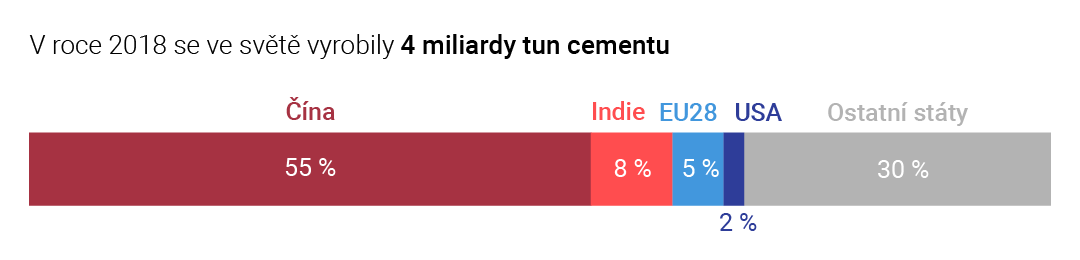 V roce 2018 se ve světě vyrobily 4 miliardy tun cementu
Čína Indie EU28 USA Ostatní státy
55 % 8 % 5 % 30 %
2 %